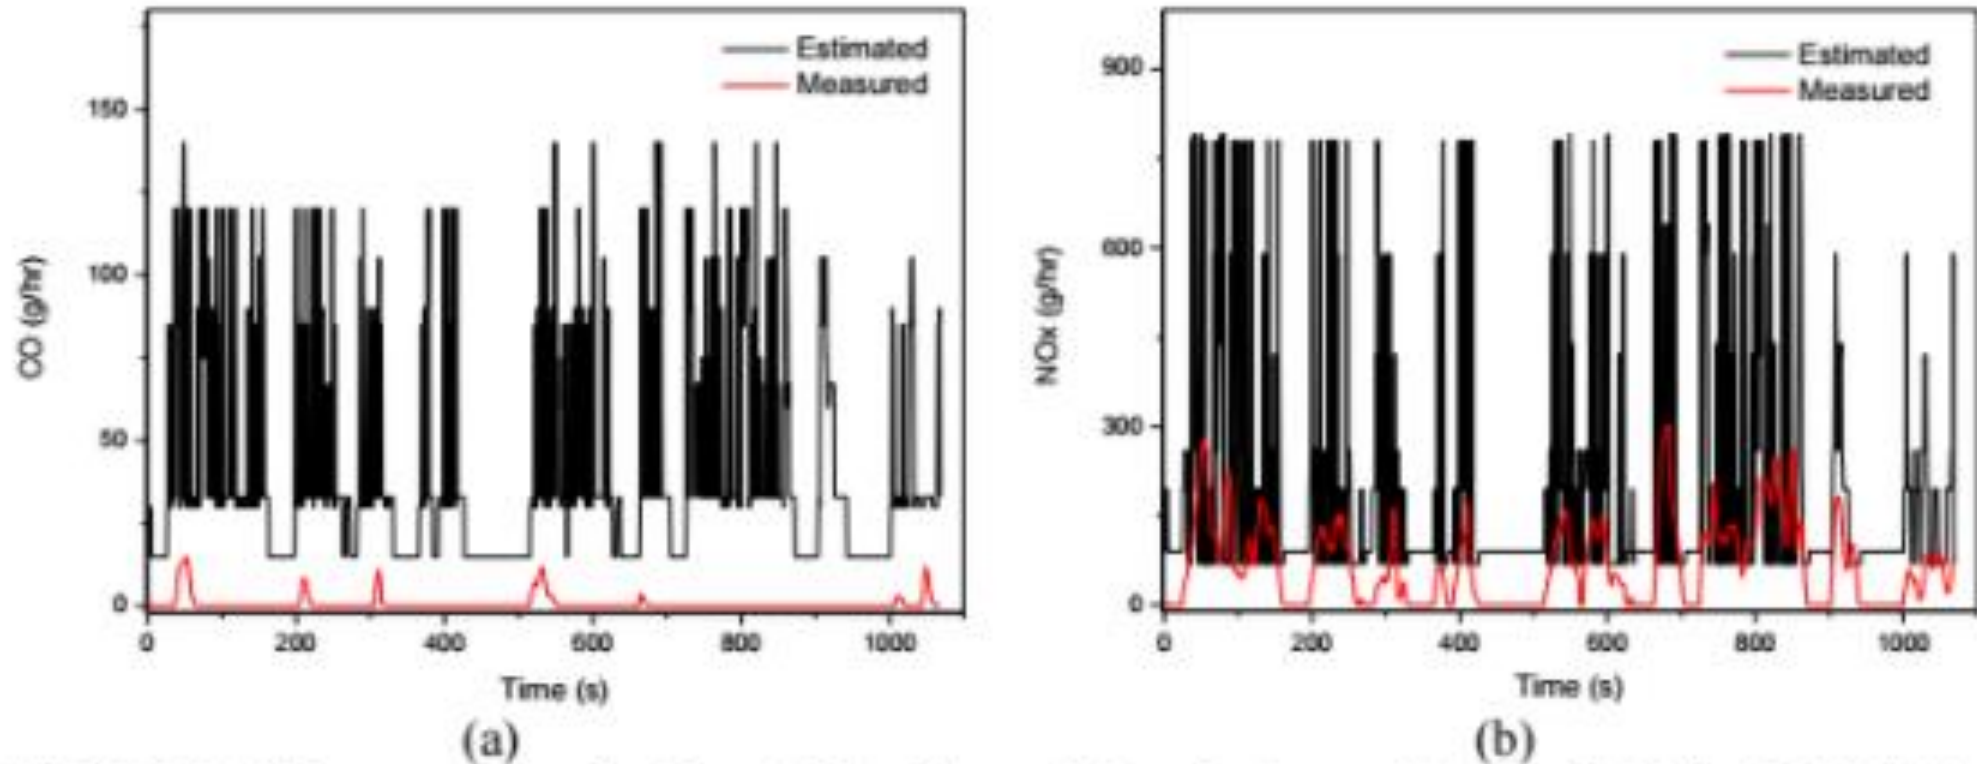 Estimated
Measured
150
100
50
0
CO (g/hr)
0 200 400 600 800 1000
Time (s)
(a)
Estimated
Measured
900
600
300
0
NOx (g/hr)
0 200 400 600 800 1000
Time (s)
(b)